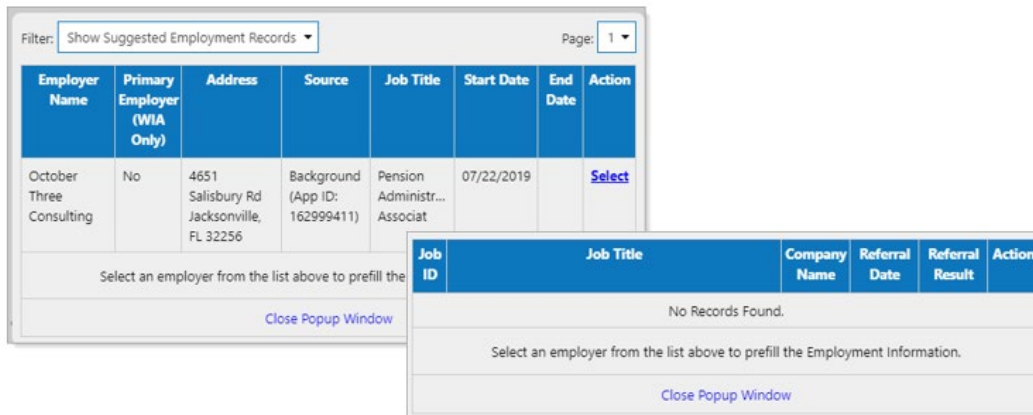 Filter: Show Suggested Employment Records Page: 1
Employer Name Primary Employer (WIA Only) Address Source Job Title Start Date End Date Action
October Three Consulting No 4651 Salisbury Rd Jacksonville, FL 32256 Background (App ID: 162999411) Pension Administr... Associat 07/22/2019 Select
Select an employer from the list above to prefill the
Close Popup Window
Job ID Job Title Company Name Referral Date Referral Result Action
No Records Found.
Select an employer from the list above to prefill the Employment Information.
Close Popup Window